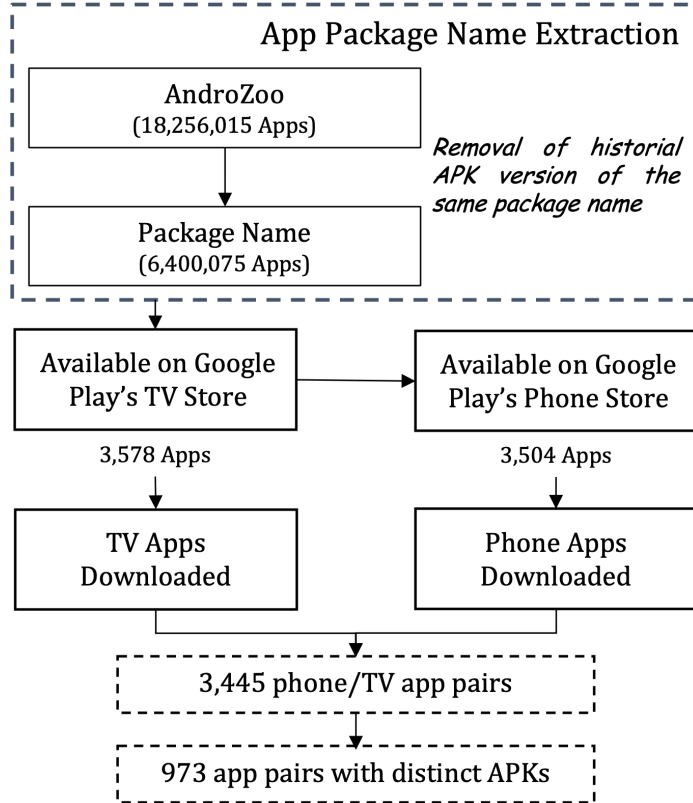 App Package Name Extraction
AndroZoo
(18,256,015 Apps)
Removal of historial
APK version of the
same package name
Package Name
(6,400,075 Apps)
Available on Google
Play's TV Store
Available on Google
Play's Phone Store
3,578 Apps
3,504 Apps
TV Apps
Downloaded
Phone Apps
Downloaded
3,445 phone/TV app pairs
973 app pairs with distinct APKs